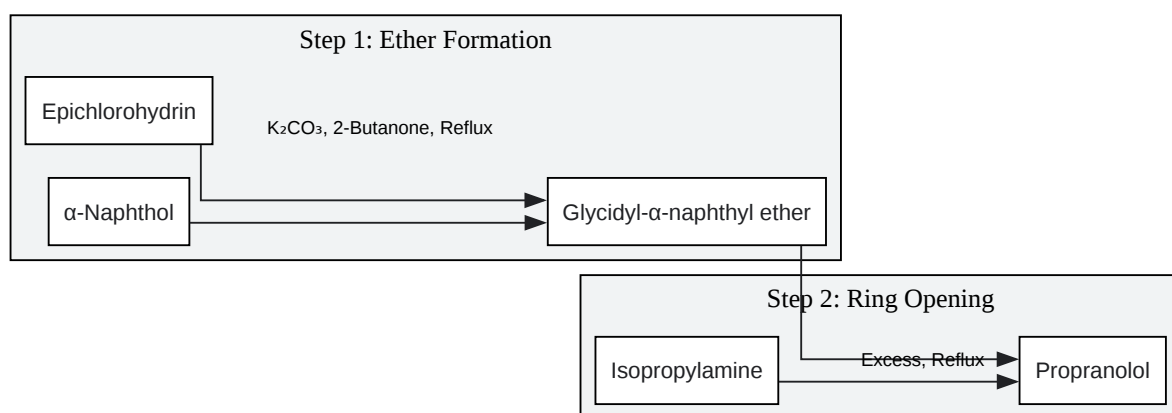 Step 1: Ether Formation
Epichlorohydrin
K₂CO₃, 2-Butanone, Reflux
α-Naphthol
Glycidyl-α-naphthyl ether
Step 2: Ring Opening
Isopropylamine
Excess, Reflux
Propranolol